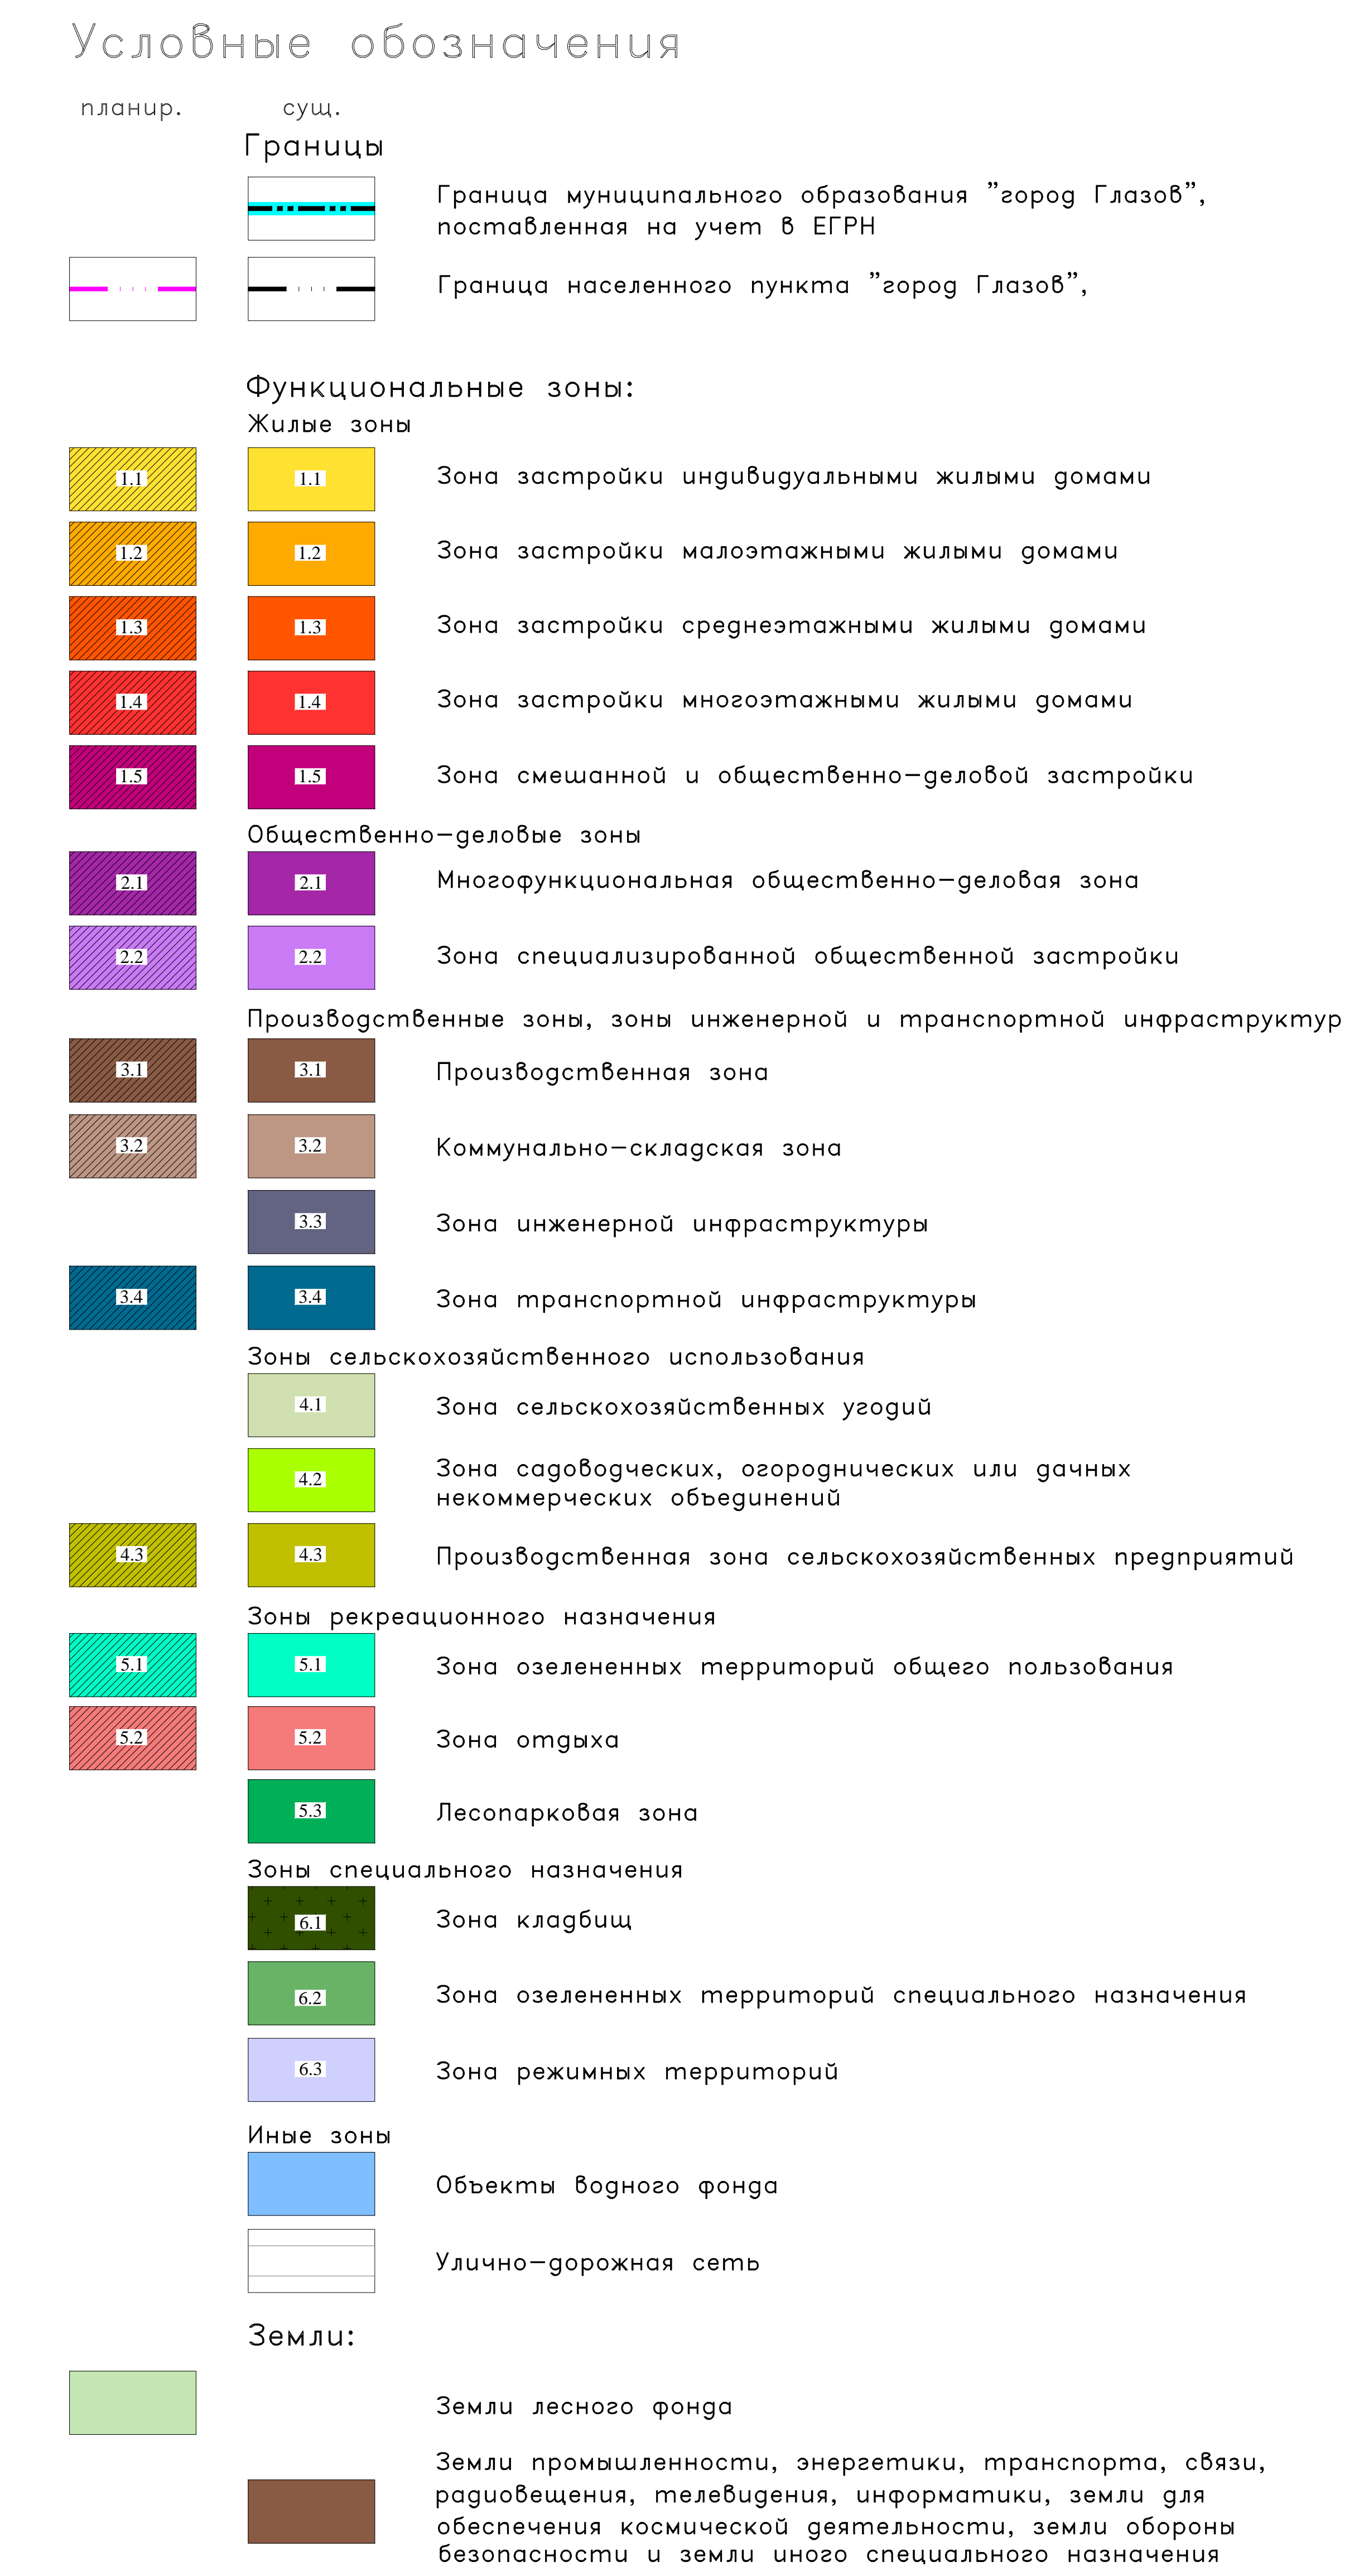 Условные обозначения
планир. сущ.
Границы
Граница муниципального образования "город Глазов",
поставленная на учет в ЕГРН
Граница населенного пункта "город Глазов",
Функциональные зоны:
Жилые зоны
1.1 1.1 Зона застройки индивидуальными жилыми домами
1.2 1.2 Зона застройки малоэтажными жилыми домами
1.3 1.3 Зона застройки среднеэтажными жилыми домами
1.4 1.4 Зона застройки многоэтажными жилыми домами
1.5 1.5 Зона смешанной и общественно-деловой застройки
Общественно-деловые зоны
2.1 2.1 Многофункциональная общественно-деловая зона
2.2 2.2 Зона специализированной общественной застройки
Производственные зоны, зоны инженерной и транспортной инфраструктур
3.1 3.1 Производственная зона
3.2 3.2 Коммунально-складская зона
3.3 Зона инженерной инфраструктуры
3.4 3.4 Зона транспортной инфраструктуры
Зоны сельскохозяйственного использования
4.1 Зона сельскохозяйственных угодий
4.2 Зона садоводческих, огороднических или дачных
некоммерческих объединений
4.3 4.3 Производственная зона сельскохозяйственных предприятий
Зоны рекреационного назначения
5.1 5.1 Зона озелененных территорий общего пользования
5.2 5.2 Зона отдыха
5.3 Лесопарковая зона
Зоны специального назначения
6.1 Зона кладбищ
6.2 Зона озелененных территорий специального назначения
6.3 Зона режимных территорий
Иные зоны
Объекты водного фонда
Улично-дорожная сеть
Земли:
Земли лесного фонда
Земли промышленности, энергетики, транспорта, связи,
радиовещения, телевидения, информатики, земли для
обеспечения космической деятельности, земли обороны
безопасности и земли иного специального назначения